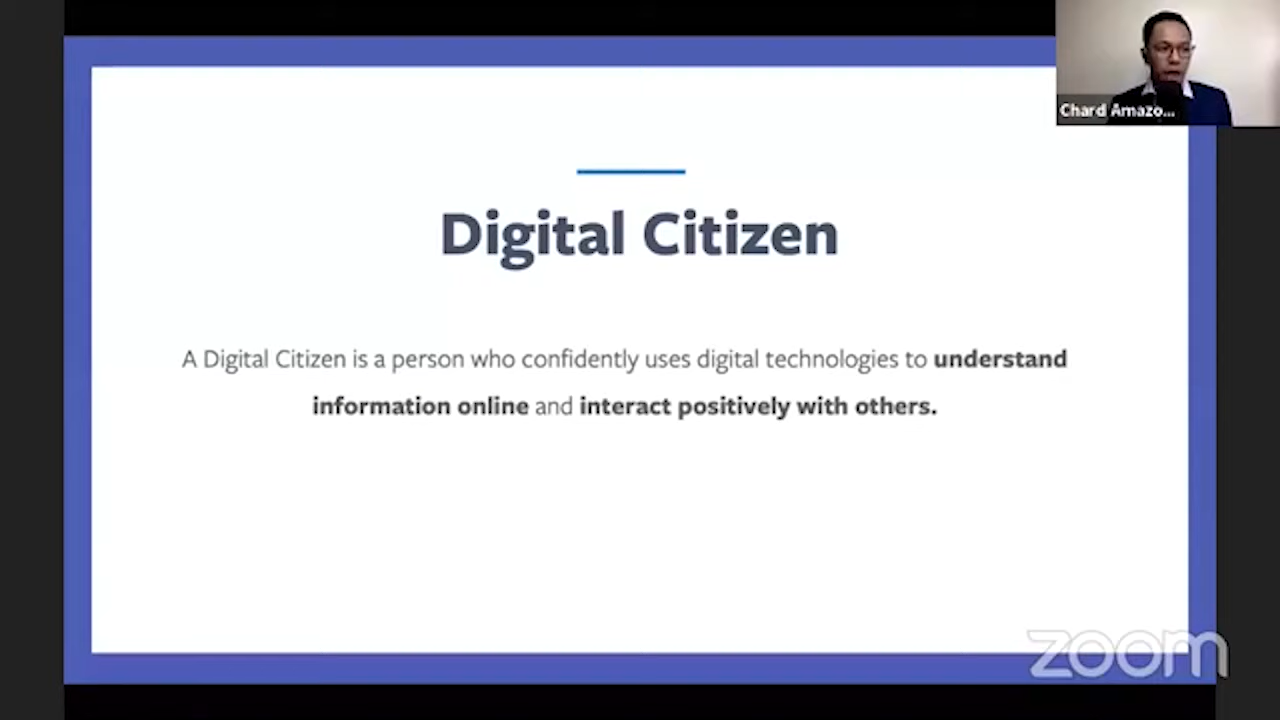 Chard Amazo...
Digital Citizen
A Digital Citizen is a person who confidently uses digital technologies to understand
information online and interact positively with others.
zoom